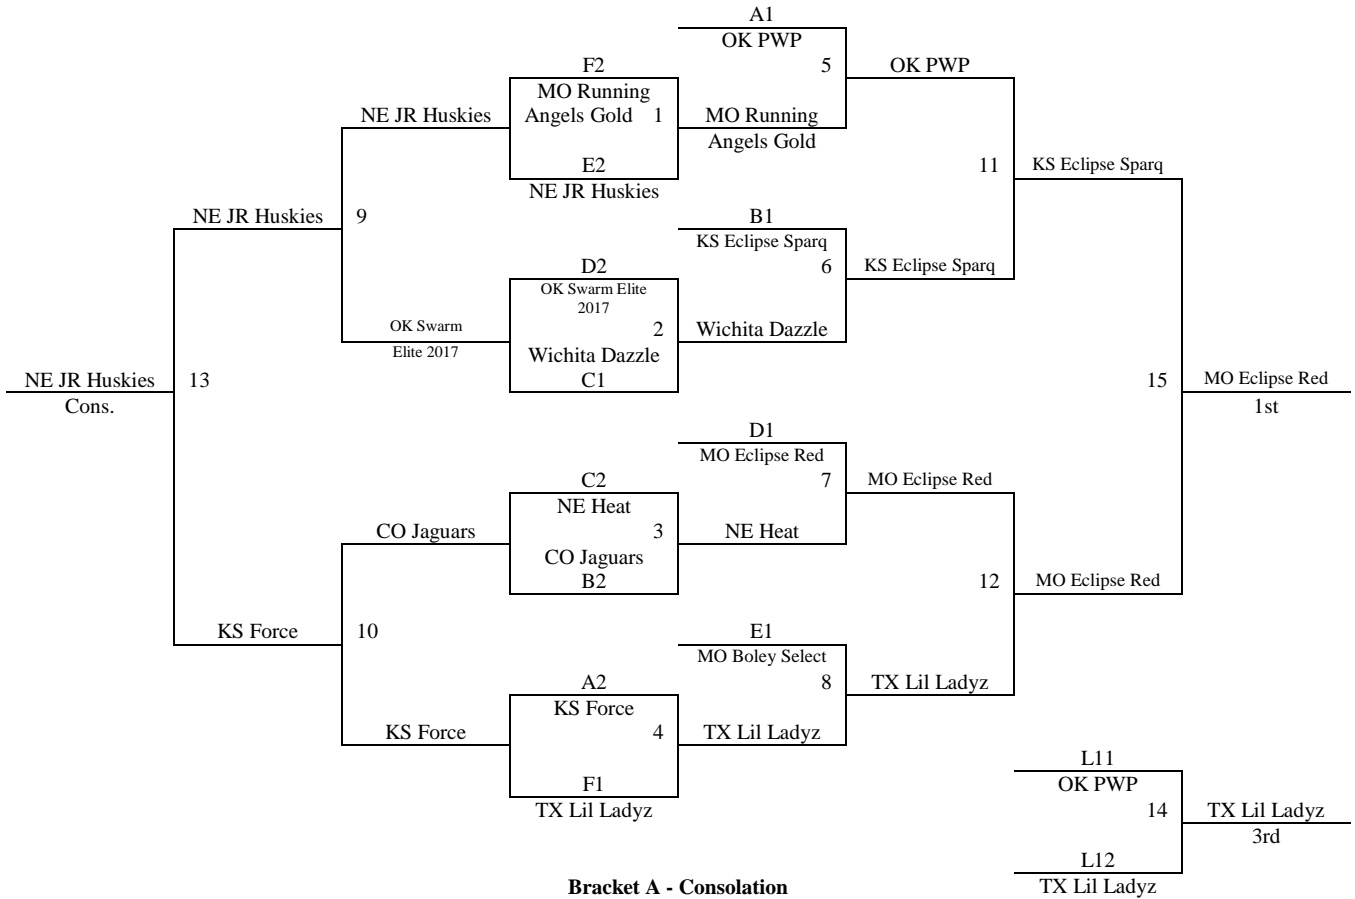 A1
OK PWP
5
OK PWP
F2
MO Running
Angels Gold 1
NE JR Huskies
MO Running
Angels Gold
E2
NE JR Huskies
11
KS Eclipse Sparq
NE JR Huskies
9
B1
KS Eclipse Sparq
6
KS Eclipse Sparq
D2
OK Swarm Elite
2017
2
OK Swarm
Elite 2017
Wichita Dazzle
Wichita Dazzle
C1
NE JR Huskies
Cons.
13
15
MO Eclipse Red
1st
D1
MO Eclipse Red
7
MO Eclipse Red
C2
NE Heat
3
CO Jaguars
NE Heat
CO Jaguars
B2
12
MO Eclipse Red
KS Force
10
E1
MO Boley Select
8
TX Lil Ladyz
A2
KS Force
4
KS Force
TX Lil Ladyz
F1
TX Lil Ladyz
L11
OK PWP
14
TX Lil Ladyz
3rd
L12
TX Lil Ladyz
Bracket A - Consolation